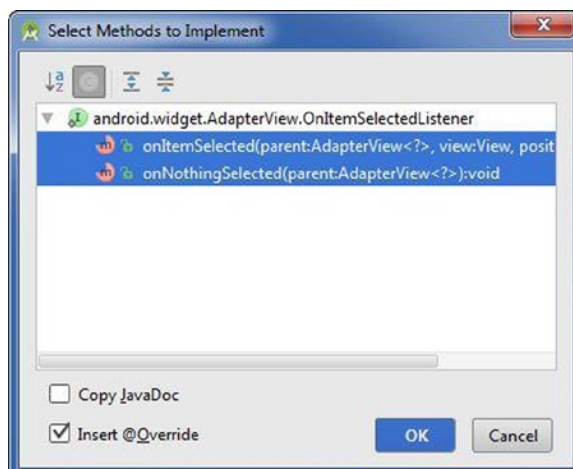 Select Methods to Implement
android.widget.AdapterView.OnItemSelectedListener
onItemSelected(parent:AdapterView<?>, view:View, posit
onNothingSelected(parent:AdapterView<?>):void
Copy JavaDoc
Insert @Override
OK
Cancel